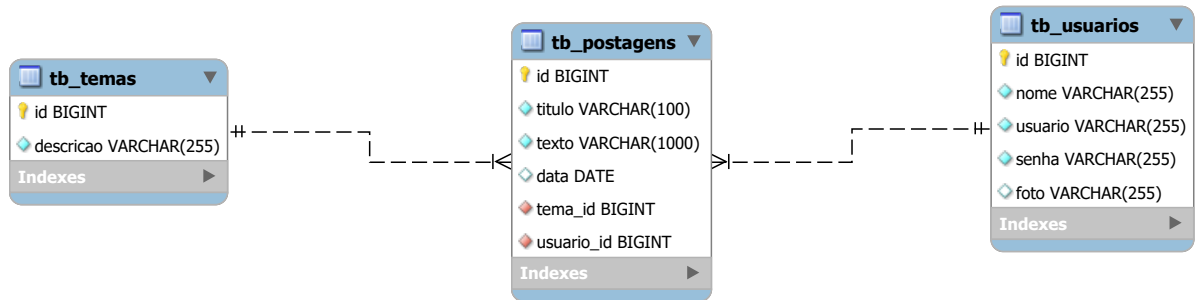 tb_temas
id BIGINT
descricao VARCHAR(255)
Indexes
tb_postagens
id BIGINT
titulo VARCHAR(100)
texto VARCHAR(1000)
data DATE
tema_id BIGINT
usuario_id BIGINT
Indexes
tb_usuarios
id BIGINT
nome VARCHAR(255)
usuario VARCHAR(255)
senha VARCHAR(255)
foto VARCHAR(255)
Indexes